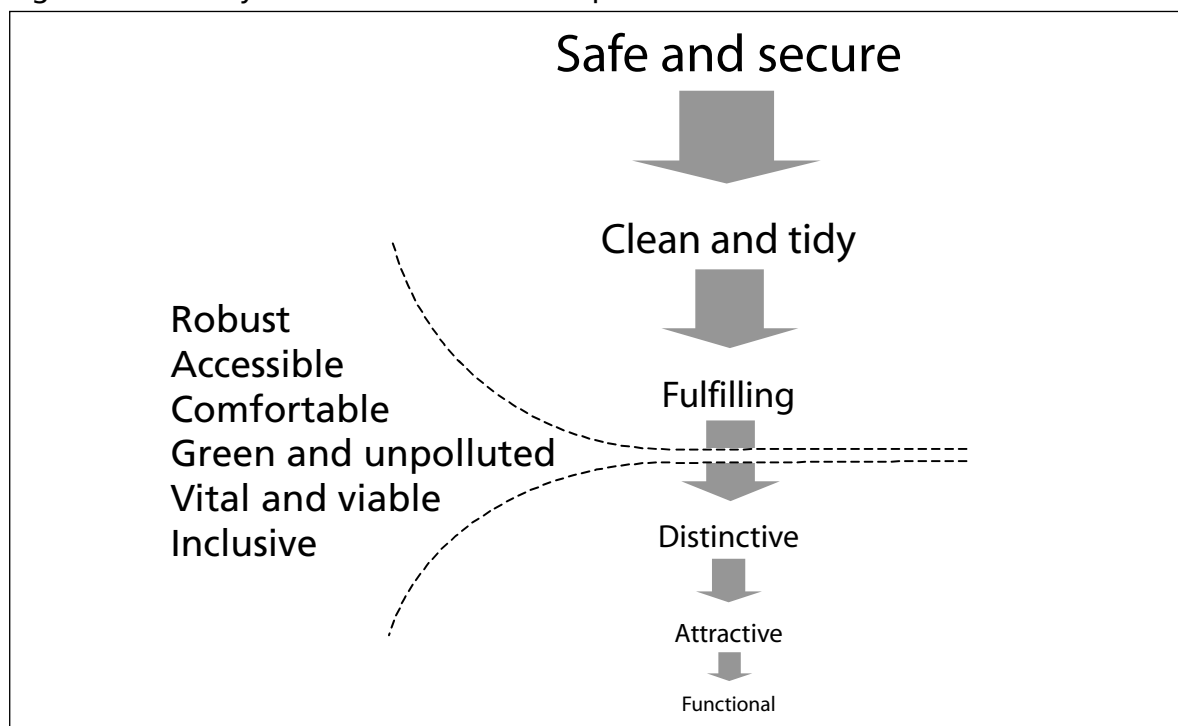 Safe and secure
Clean and tidy
Robust
Accessible
Comfortable
Green and unpolluted
Vital and viable
Inclusive
Fulfilling
Distinctive
Attractive
Functional